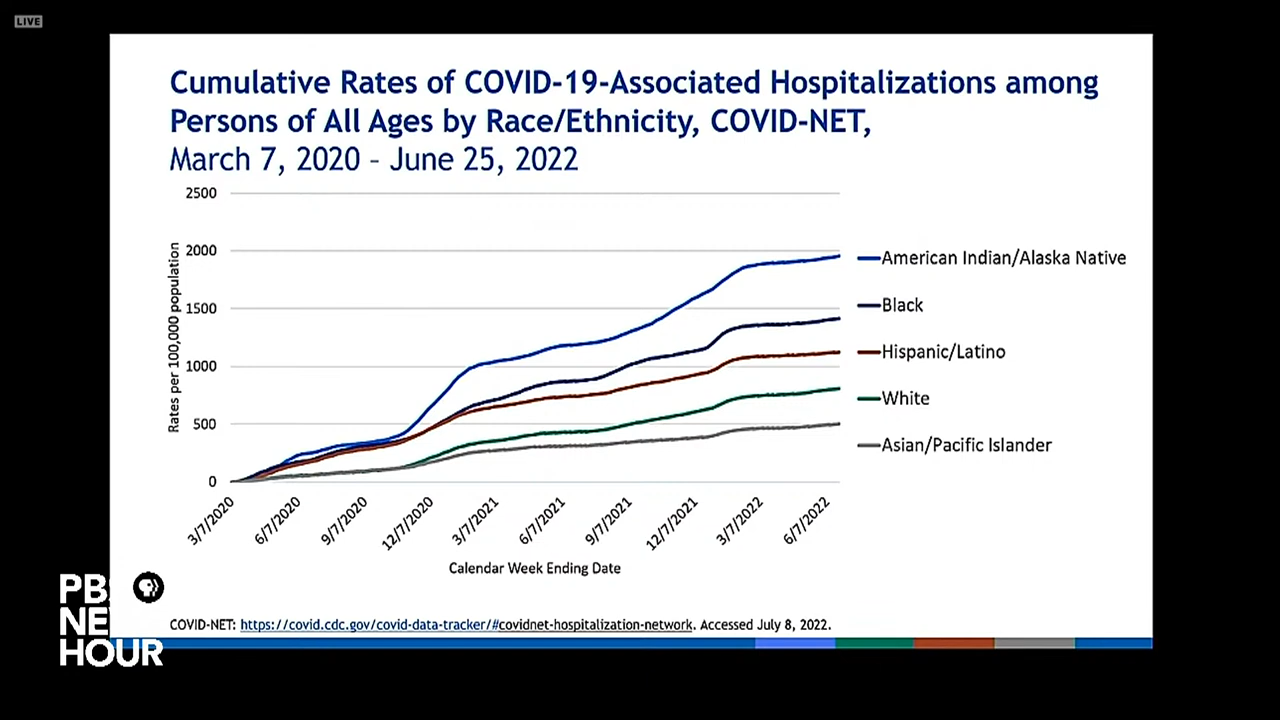 LIVE
Cumulative Rates of COVID-19-Associated Hospitalizations among
Persons of All Ages by Race/Ethnicity, COVID-NET,
March 7, 2020 – June 25, 2022
Rates per 100,000 population
2500
2000
1500
1000
500
0
3/7/2020
6/7/2020
9/7/2020
12/7/2020
3/7/2021
6/7/2021
9/7/2021
12/7/2021
3/7/2022
6/7/2022
Calendar Week Ending Date
American Indian/Alaska Native
Black
Hispanic/Latino
White
Asian/Pacific Islander
COVID-NET: https://covid.cdc.gov/covid-data-tracker/#covidnet-hospitalization-network. Accessed July 8, 2022.
PB
NE
HOUR